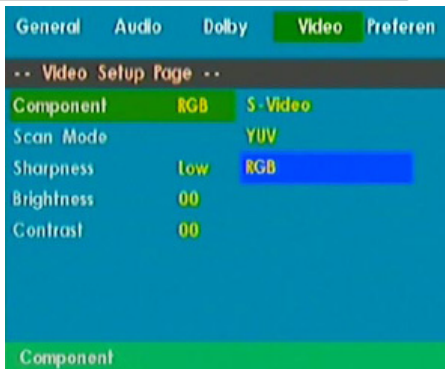 General Audio Dolby Video Preferen
-- Video Setup Page --
Component RGB S-Video
Scan Mode YUV
Sharpness Low RGB
Brightness 00
Contrast 00
Component